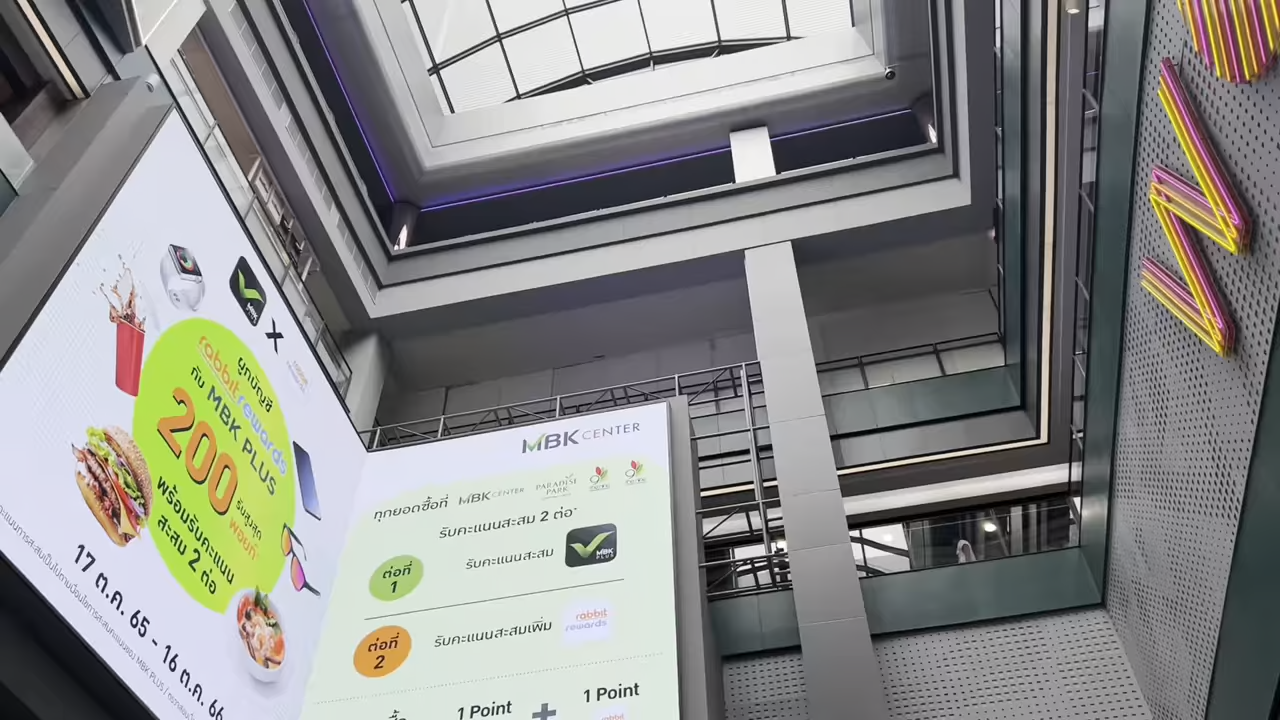 MBK
PLUS
X
ผูกบัญชี
rabbit rewards
กับ MBK PLUS
200
รับสูงสุด
พอยท์
พร้อมรับคะแนน
สะสม 2 ต่อ
17 ต.ค. 65 - 16 ต.ค. 66
MBK CENTER
ทุกยอดซื้อที่ MBK CENTER PARADISE PARK
รับคะแนนสะสม 2 ต่อ*
ต่อที่ 1
รับคะแนนสะสม
MBK PLUS
ต่อที่ 2
รับคะแนนสะสมเพิ่ม
rabbit rewards
1 Point + 1 Point